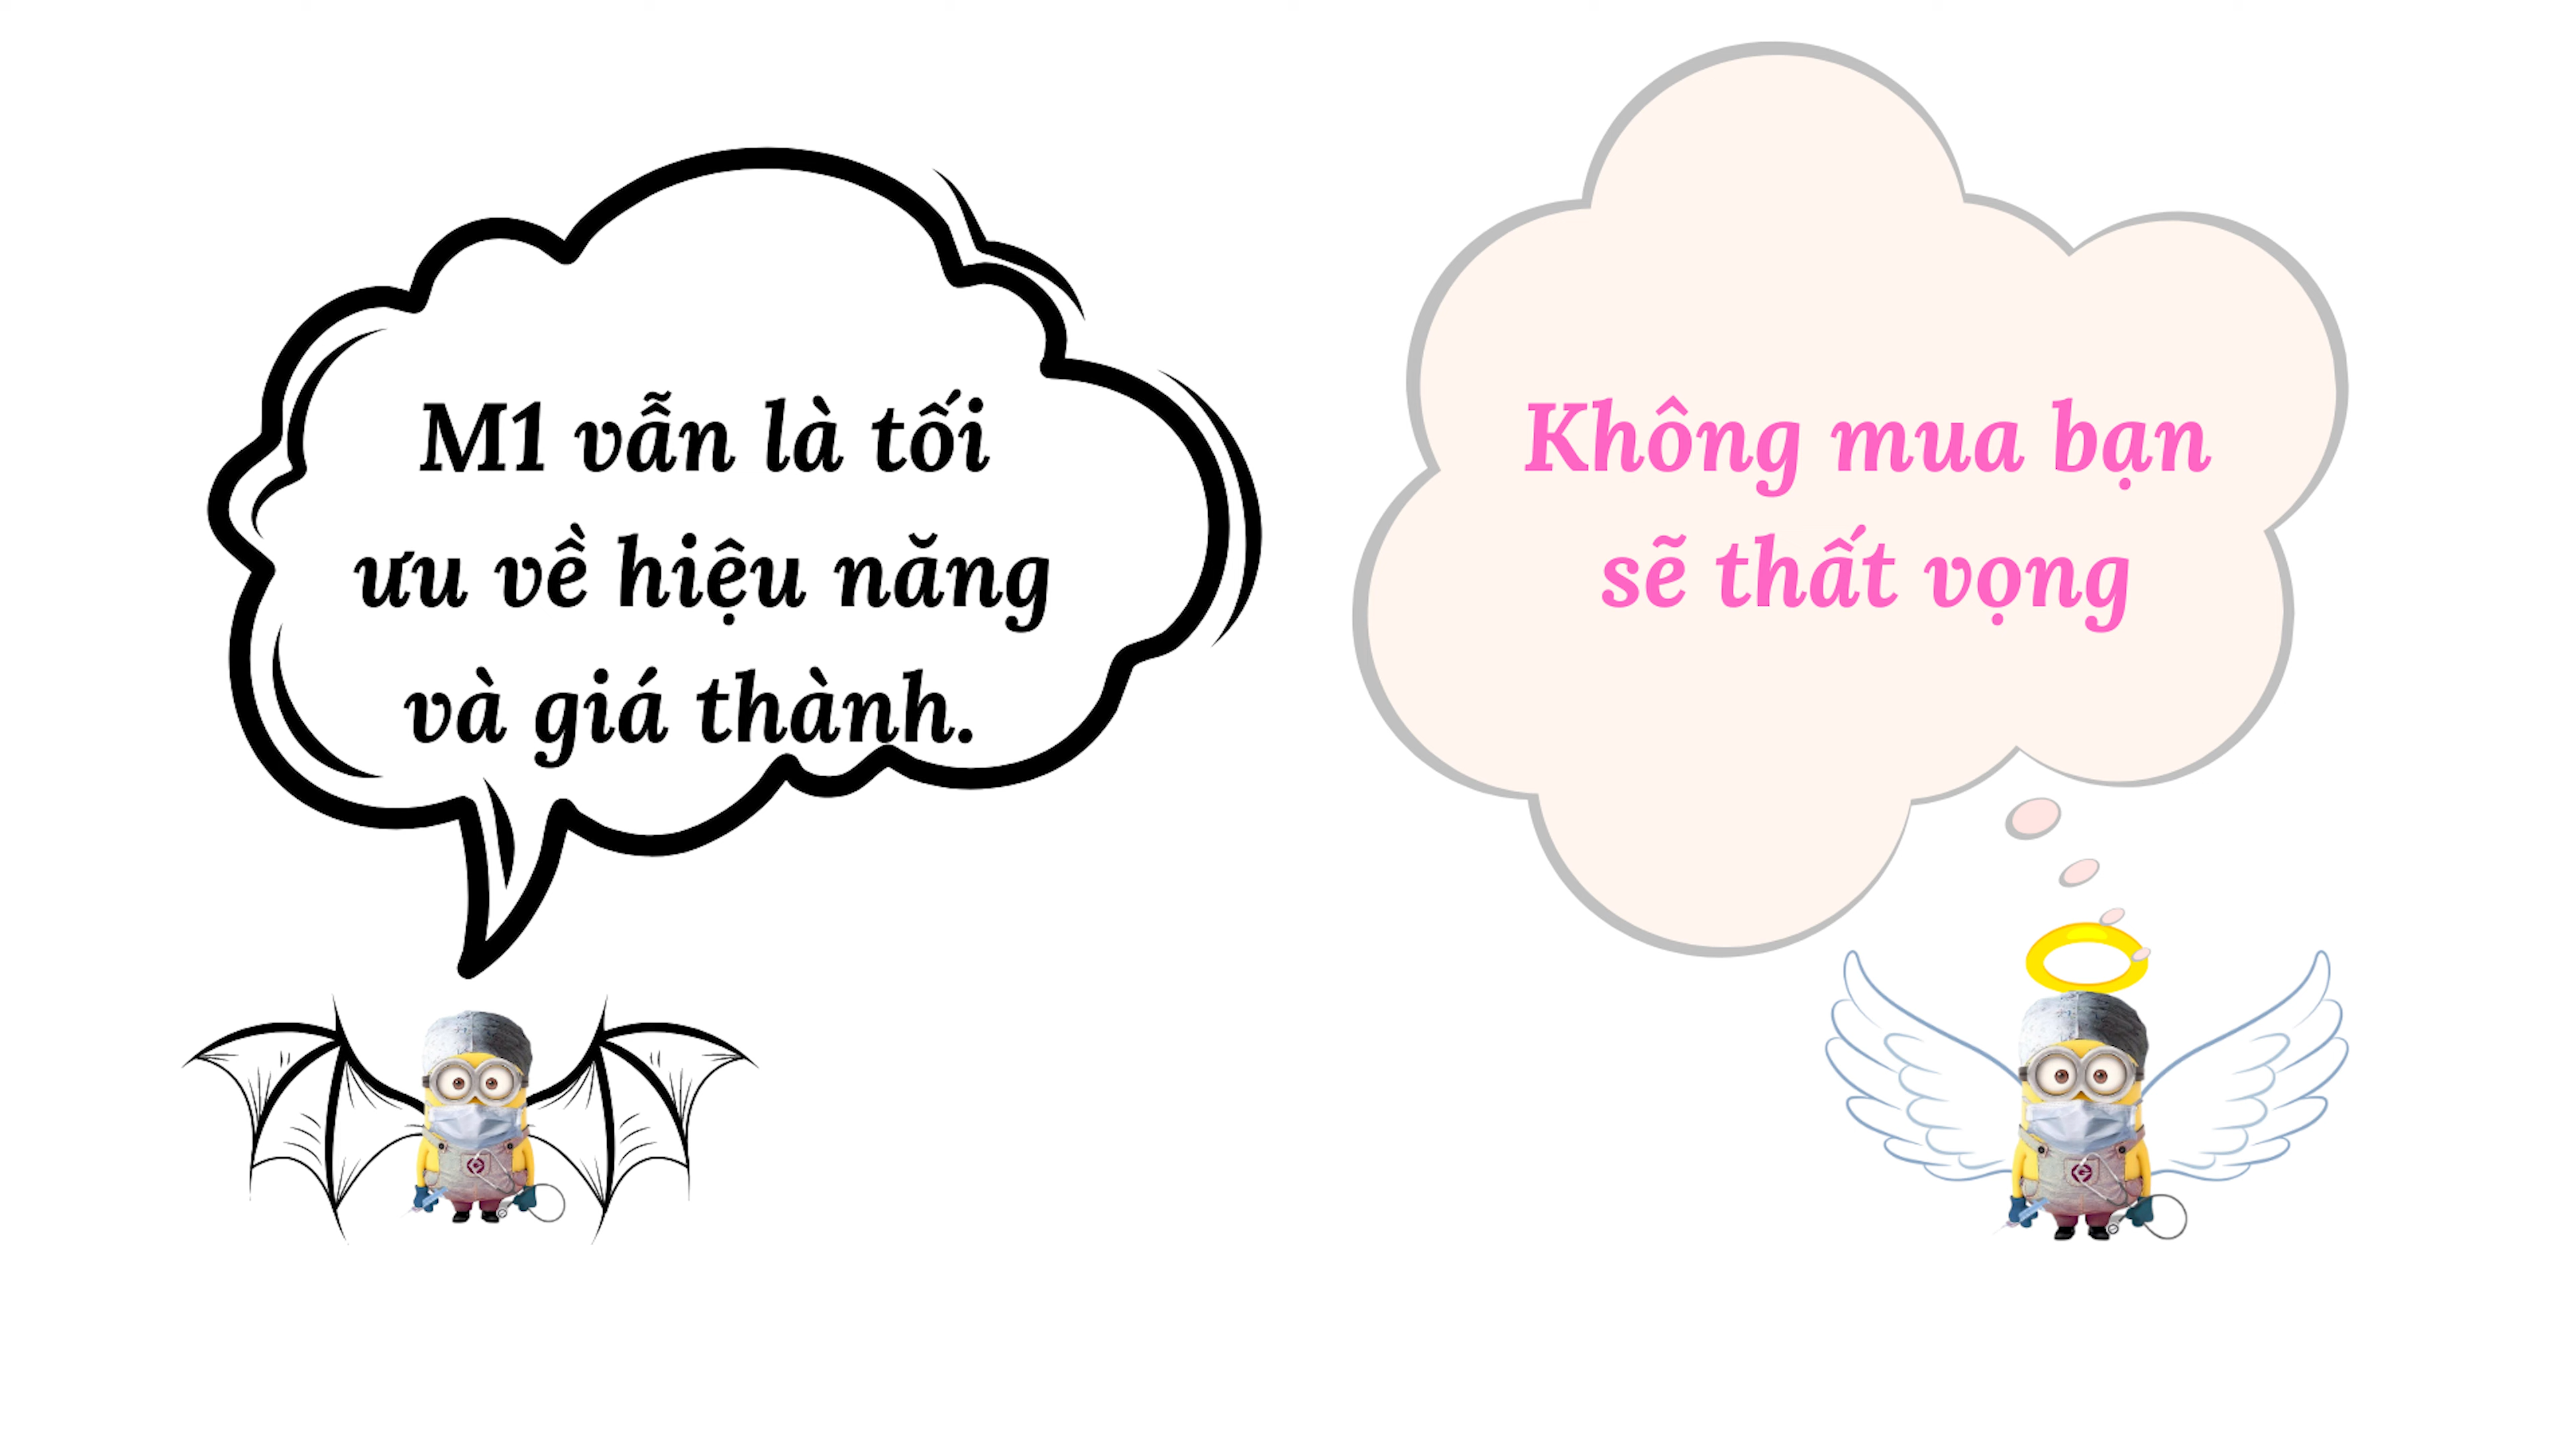 M1 vẫn là tối
ưu về hiệu năng
và giá thành.
Không mua bạn
sẽ thất vọng